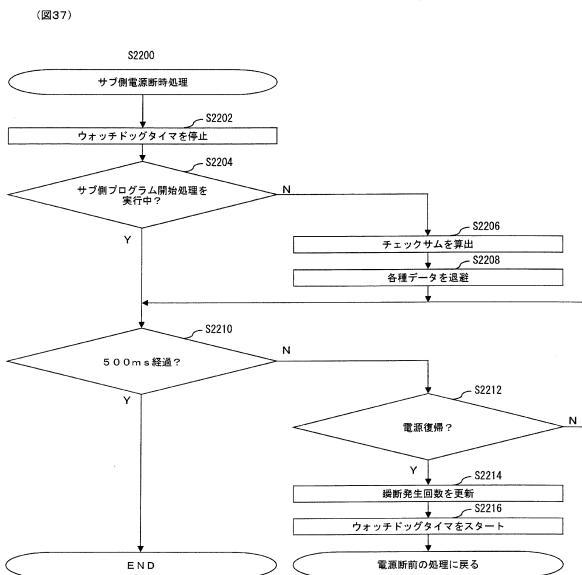 (図37)
S2200
サブ側電源断時処理
S2202
ウォッチドッグタイマを停止
S2204
サブ側プログラム開始処理を
実行中？
N
Y
S2206
チェックサムを算出
S2208
各種データを退避
S2210
５００ｍｓ経過？
N
Y
S2212
電源復帰？
N
Y
S2214
瞬断発生回数を更新
S2216
ウォッチドッグタイマをスタート
ＥＮＤ
電源断前の処理に戻る